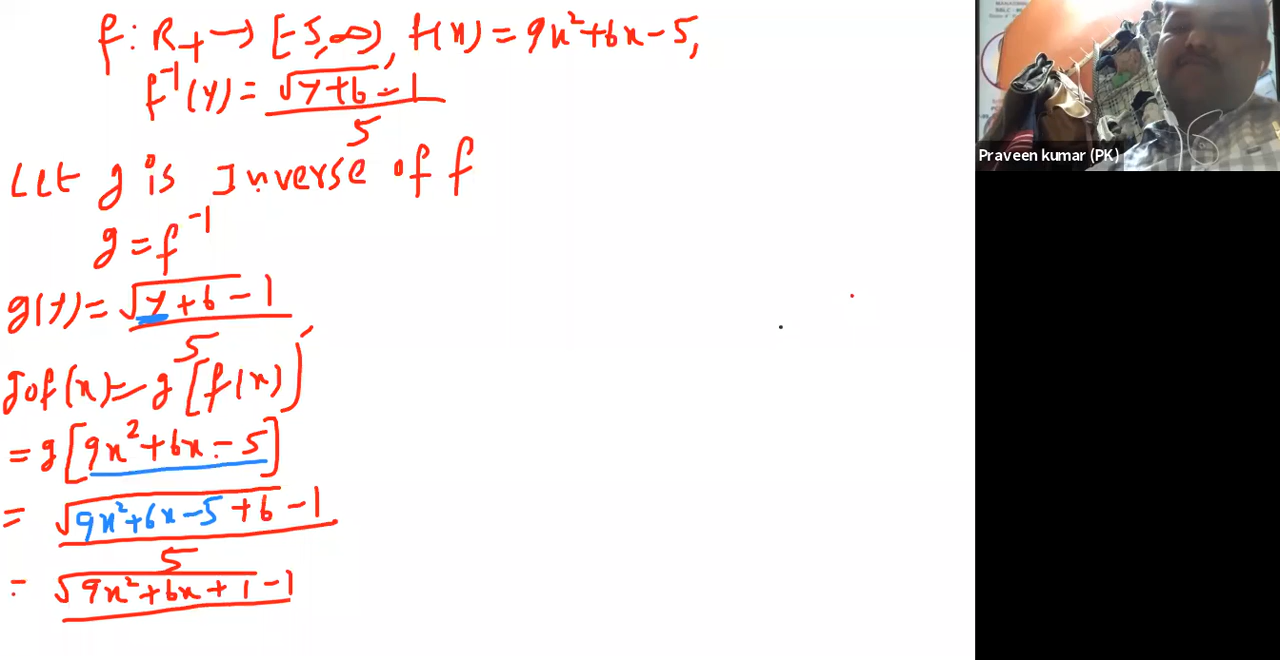 f: R+ → [-5,∞), f(x) = 9x²+6x-5,
f⁻¹(y) = (√(y+6) - 1)/5
Let g is Inverse of f
g = f⁻¹
g(y) = (√(y+6) - 1)/5
gof(x) = g[f(x)]
= g[9x²+6x-5]
= (√(9x²+6x-5+6) - 1)/5
= √(9x²+6x+1) - 1
Praveen kumar (PK)